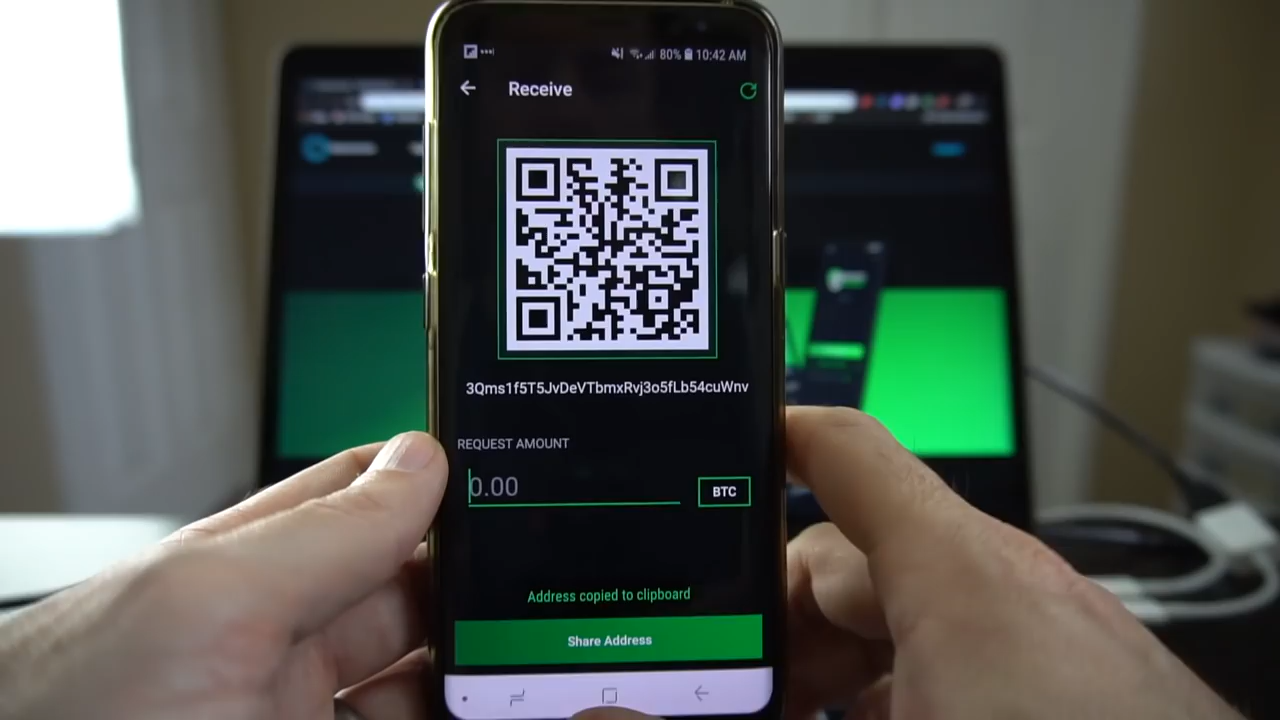 80% 10:42 AM
Receive
3Qms1f5T5JvDeVTbmxRvj3o5fLb54cuWnv
REQUEST AMOUNT
0.00
BTC
Address copied to clipboard
Share Address